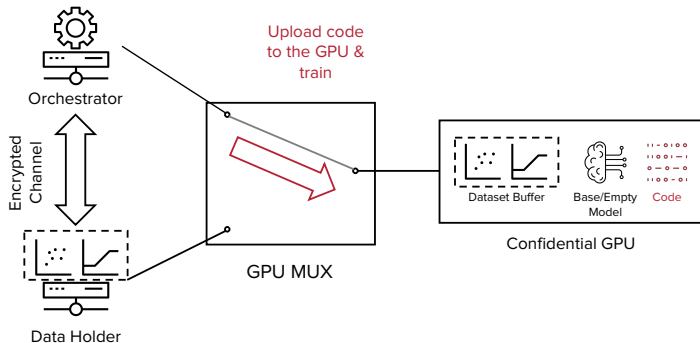 Upload code
to the GPU &
train
Orchestrator
Encrypted
Channel
Data Holder
GPU MUX
Dataset Buffer
Base/Empty
Model
Code
Confidential GPU